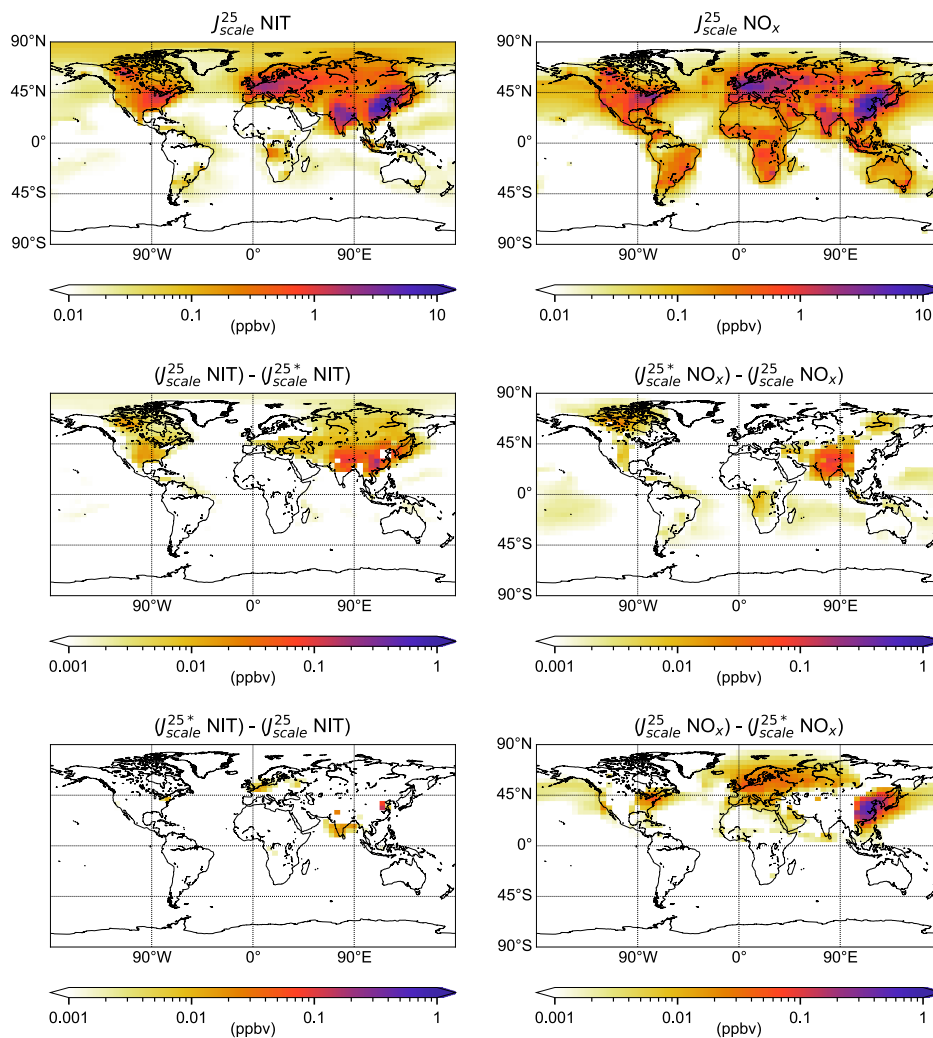 J^25_scale NIT
J^25_scale NOₓ
90°N
45°N
0°
45°S
90°S
90°W 0° 90°E
90°W 0° 90°E
0.01 0.1 1 10
(ppbv)
0.01 0.1 1 10
(ppbv)
(J^25_scale NIT) - (J^25*_scale NIT)
(J^25*_scale NOₓ) - (J^25_scale NOₓ)
90°N
45°N
0°
45°S
90°S
90°N
45°N
0°
45°S
90°S
90°W 0° 90°E
90°W 0° 90°E
0.001 0.01 0.1 1
(ppbv)
0.001 0.01 0.1 1
(ppbv)
(J^25*_scale NIT) - (J^25_scale NIT)
(J^25_scale NOₓ) - (J^25*_scale NOₓ)
90°N
45°N
0°
45°S
90°S
90°W 0° 90°E
90°W 0° 90°E
0.001 0.01 0.1 1
(ppbv)
0.001 0.01 0.1 1
(ppbv)